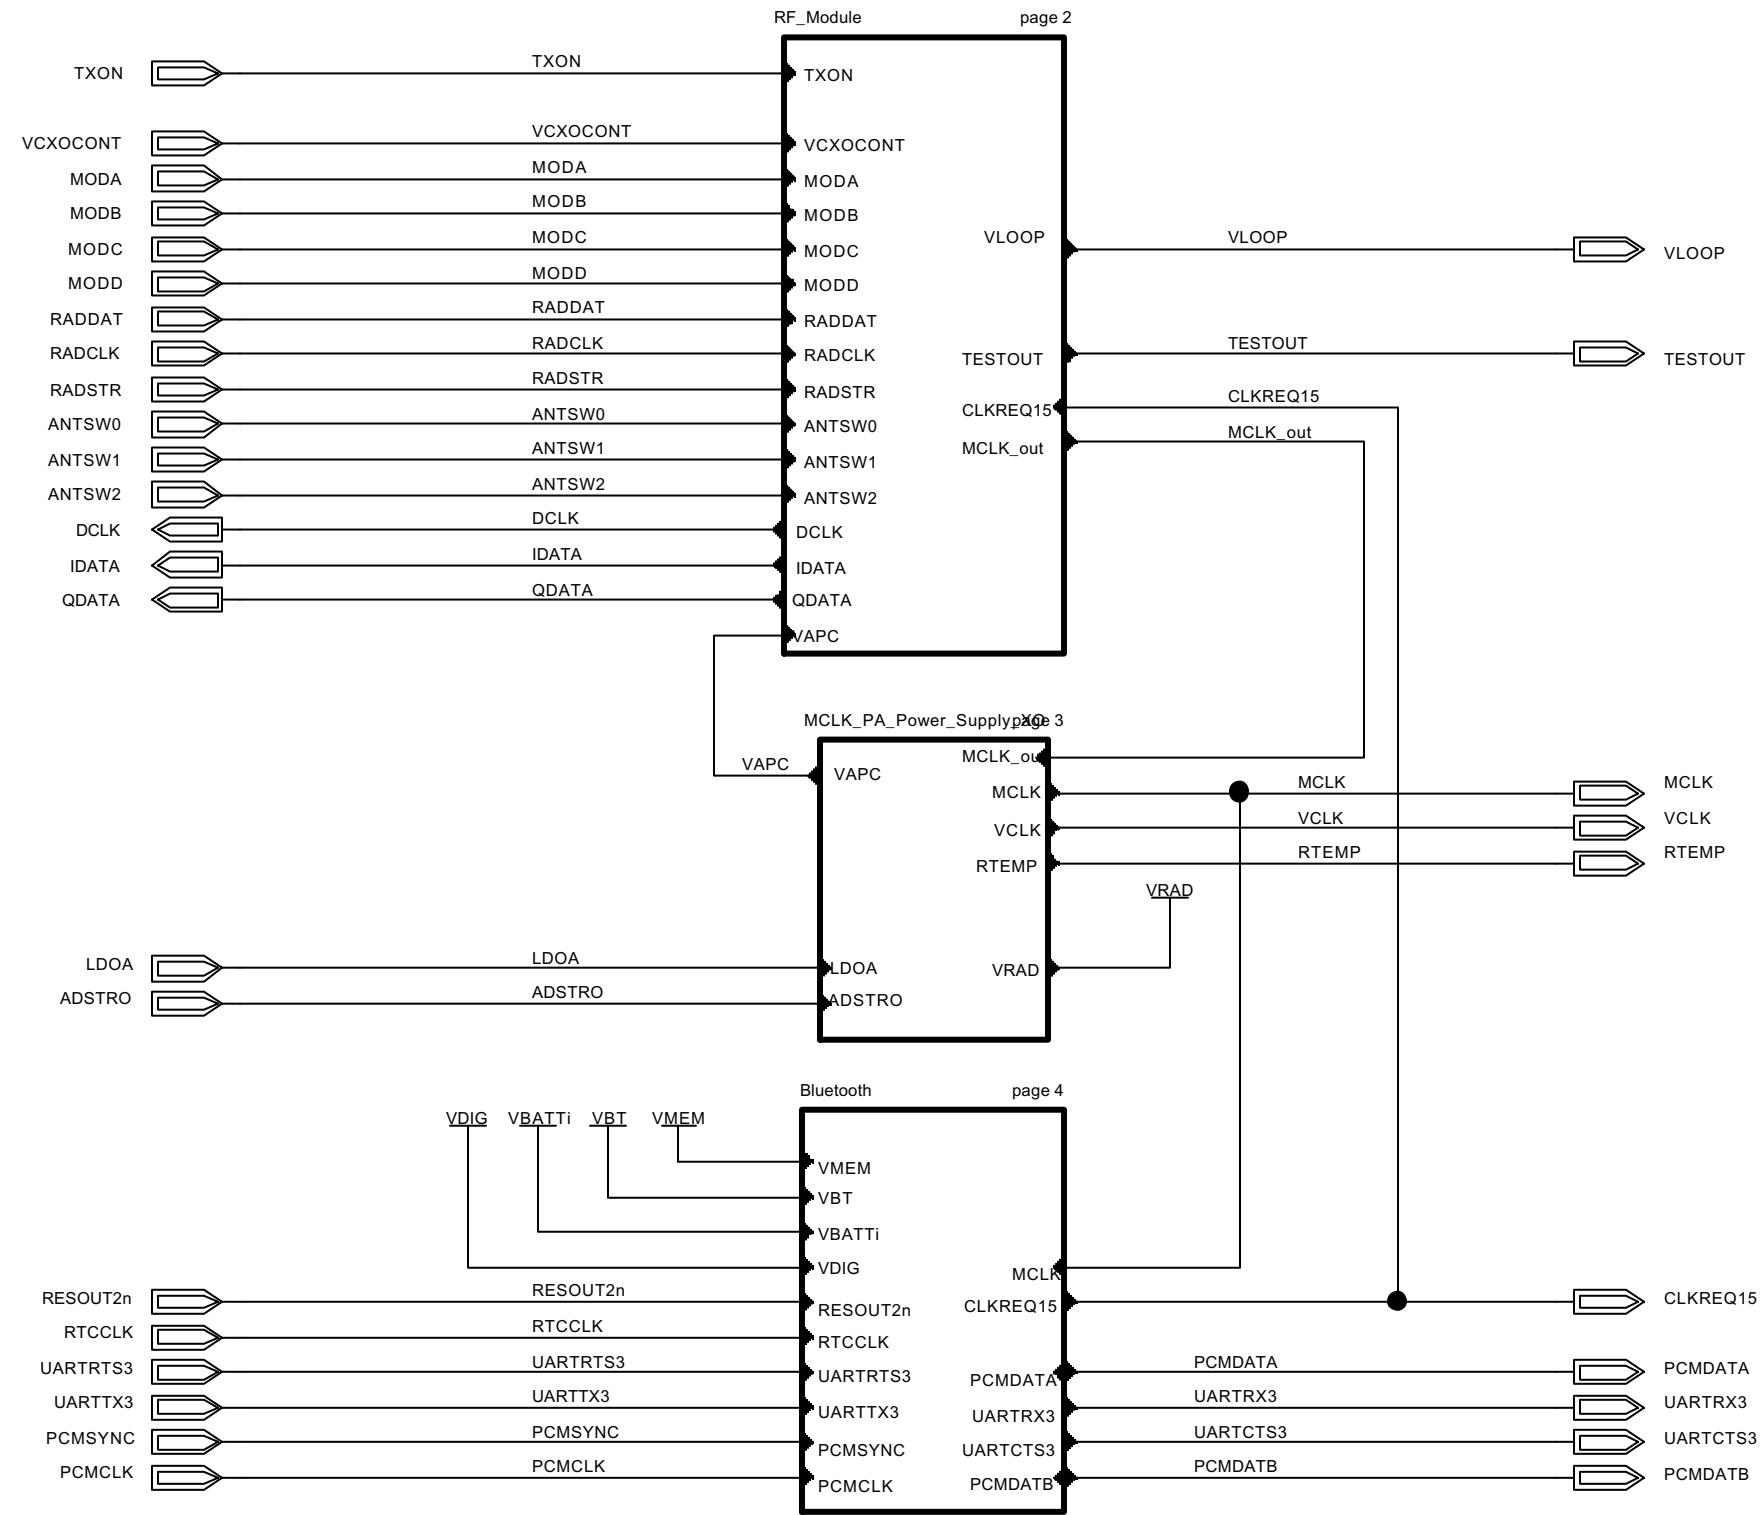 RF_Module page 2
TXON TXON TXON
VCXOCONT VCXOCONT VCXOCONT
MODA MODA MODA
MODB MODB MODB
MODC MODC MODC
VLOOP VLOOP VLOOP
MODD MODD MODD
RADDAT RADDAT RADDAT
RADCLK RADCLK RADCLK
TESTOUT TESTOUT TESTOUT
RADSTR RADSTR RADSTR
CLKREQ15 CLKREQ15
ANTSW0 ANTSW0 ANTSW0
MCLK_out MCLK_out
ANTSW1 ANTSW1 ANTSW1
ANTSW2 ANTSW2 ANTSW2
DCLK DCLK DCLK
IDATA IDATA IDATA
QDATA QDATA QDATA
VAPC
MCLK_PA_Power_Supply_XO page 3
MCLK_out
VAPC VAPC
MCLK MCLK MCLK
VCLK VCLK VCLK
RTEMP RTEMP RTEMP
VRAD
LDOA LDOA LDOA VRAD
ADSTRO ADSTRO ADSTRO
Bluetooth page 4
VDIG VBATTi VBT VMEM
VMEM
VBT
VBATTi
VDIG MCLK
RESOUT2n RESOUT2n RESOUT2n CLKREQ15 CLKREQ15
RTCCLK RTCCLK RTCCLK
UARTRTS3 UARTRTS3 UARTRTS3 PCMDATA PCMDATA PCMDATA
UARTTX3 UARTTX3 UARTTX3 UARTRX3 UARTRX3 UARTRX3
PCMSYNC PCMSYNC PCMSYNC UARTCTS3 UARTCTS3 UARTCTS3
PCMCLK PCMCLK PCMCLK PCMDATB PCMDATB PCMDATB